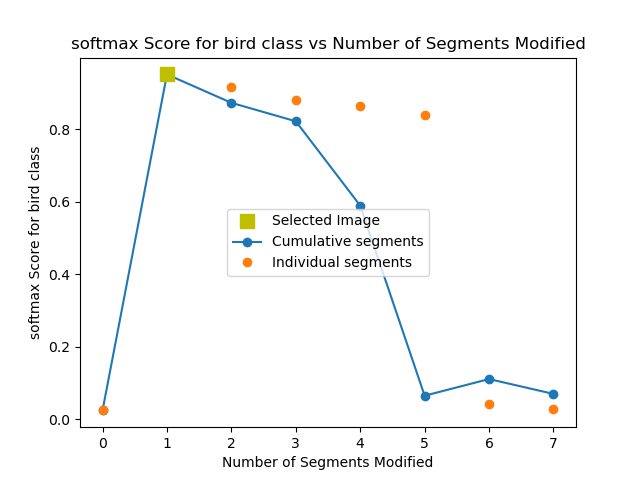 softmax Score for bird class vs Number of Segments Modified
softmax Score for bird class
0.8
0.6
0.4
0.2
0.0
Selected Image
Cumulative segments
Individual segments
0 1 2 3 4 5 6 7
Number of Segments Modified